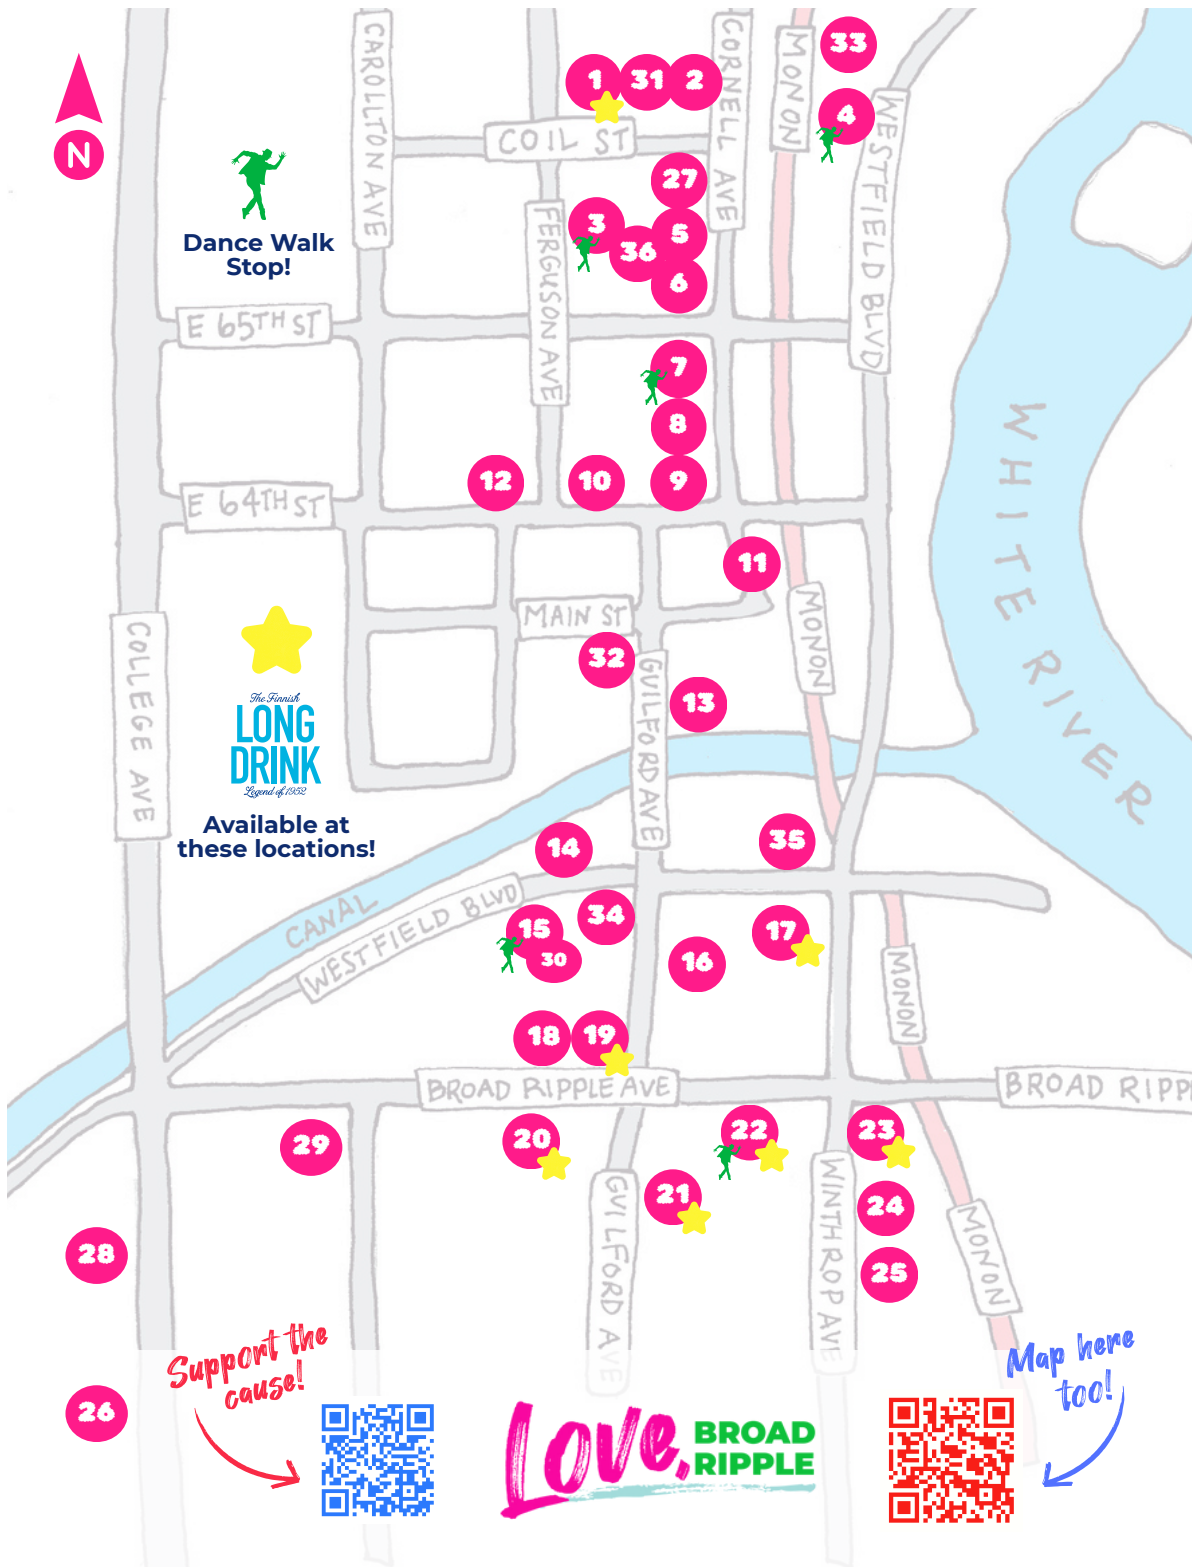 CAROLLTON AVE
CORNELL AVE
MONON
33
1
31
2
4
WESTFIELD BLVD
N
COIL ST
27
FERGUSON AVE
3
5
36
6
Dance Walk
Stop!
E 65TH ST
7
8
12
10
9
E 64TH ST
WHITE RIVER
11
MONON
MAIN ST
COLLEGE AVE
32
GUILFORD AVE
13
The Finnish
LONG
DRINK
Legend of 1952
Available at
these locations!
14
35
CANAL
WESTFIELD BLVD
15
34
17
30
16
MONON
18
19
BROAD RIPPLE AVE
BROAD RIPPL
29
20
22
23
21
GUILFORD AVE
WINTHROP AVE
24
MONON
28
25
Support the
cause!
Map here
too!
26
Love,
BROAD
RIPPLE